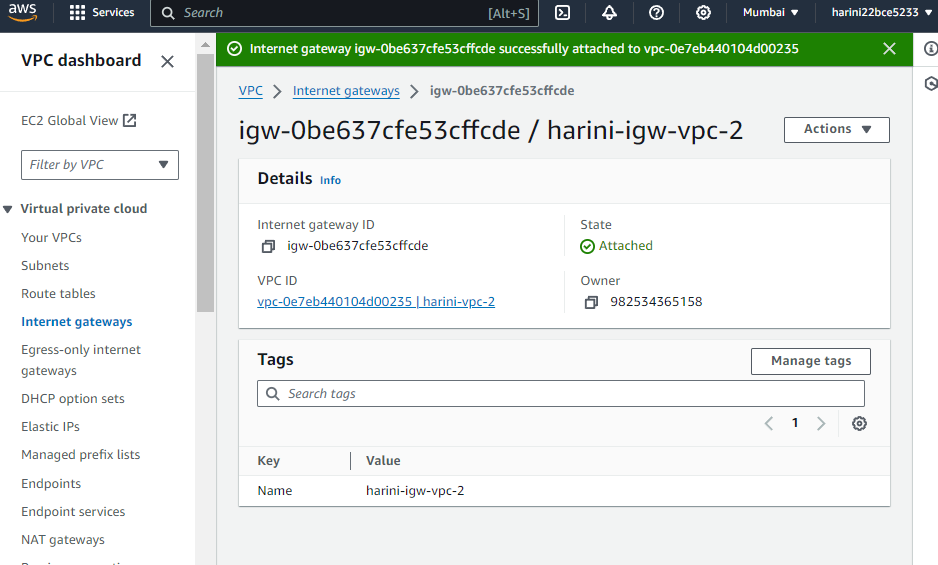 aws Services Search [Alt+S] Mumbai harini22bce5233
VPC dashboard
EC2 Global View
Filter by VPC
Virtual private cloud
Your VPCs
Subnets
Route tables
Internet gateways
Egress-only internet
gateways
DHCP option sets
Elastic IPs
Managed prefix lists
Endpoints
Endpoint services
NAT gateways
Internet gateway igw-0be637cfe53cffcde successfully attached to vpc-0e7eb440104d00235
VPC Internet gateways igw-0be637cfe53cffcde
igw-0be637cfe53cffcde / harini-igw-vpc-2 Actions
Details Info
Internet gateway ID
igw-0be637cfe53cffcde
State
Attached
VPC ID
vpc-0e7eb440104d00235 | harini-vpc-2
Owner
982534365158
Tags Manage tags
Search tags
1
Key Value
Name harini-igw-vpc-2